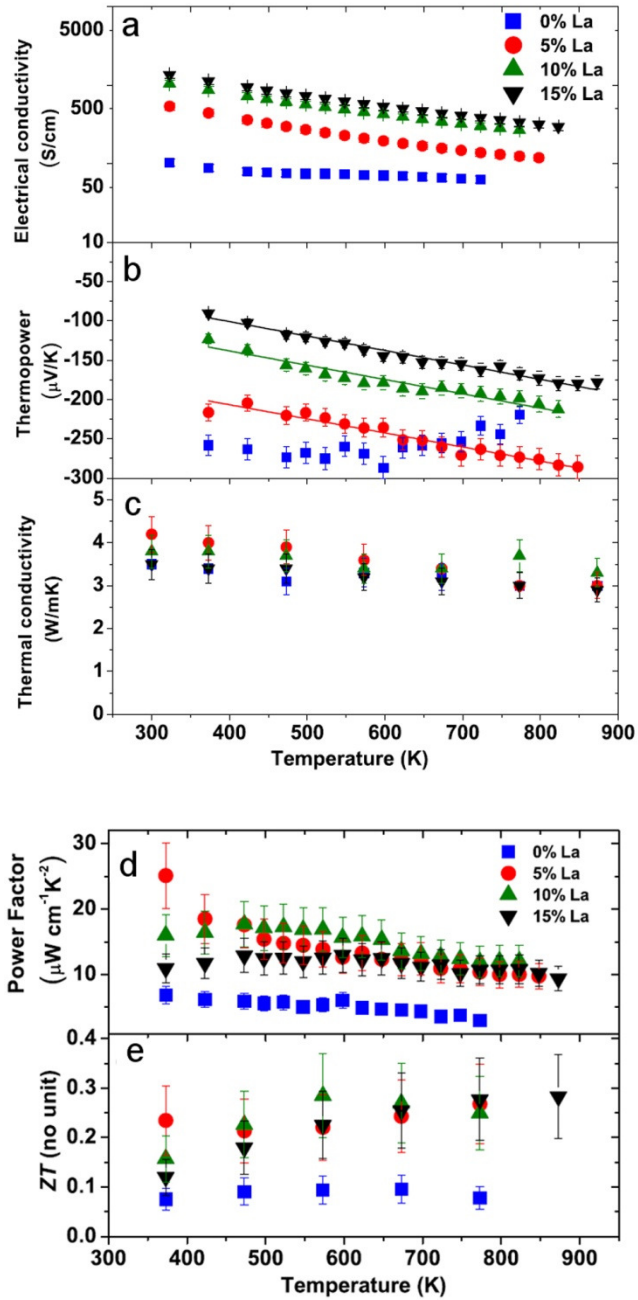 a
5000
500
50
10
Electrical conductivity
(S/cm)
0% La
5% La
10% La
15% La
b
-50
-100
-150
-200
-250
-300
Thermopower
(μV/K)
c
5
4
3
2
1
0
Thermal conductivity
(W/mK)
300 400 500 600 700 800 900
Temperature (K)
d
30
20
10
Power Factor
(μW cm⁻¹K⁻²)
0% La
5% La
10% La
15% La
e
0.4
0.3
0.2
0.1
0.0
ZT (no unit)
300 400 500 600 700 800 900
Temperature (K)